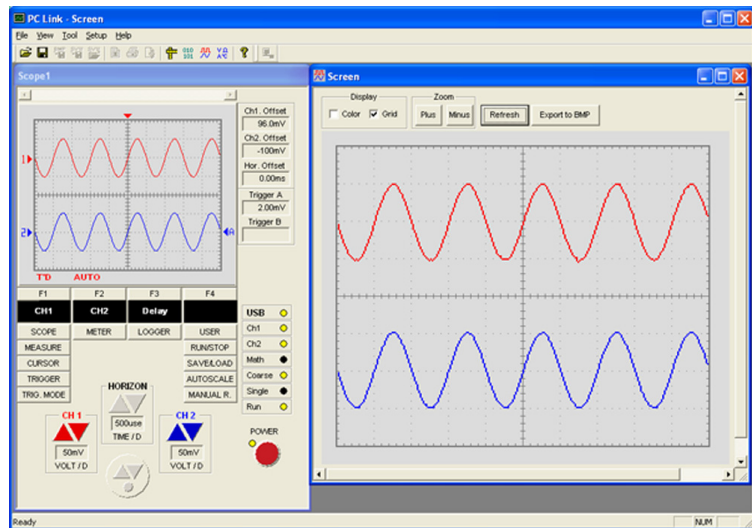 PC Link - Screen
File View Tool Setup Help
Scope1
1
2
A
T'D AUTO
Ch1. Offset
96.0mV
Ch2. Offset
-100mV
Hor. Offset
0.00ms
Trigger A
2.00mV
Trigger B
F1 F2 F3 F4
CH1 CH2 Delay
SCOPE METER LOGGER USER
MEASURE RUN/STOP
CURSOR SAVE/LOAD
TRIGGER AUTOSCALE
TRIG. MODE MANUAL R.
HORIZON
500use
TIME / D
CH 1
50mV
VOLT / D
CH 2
50mV
VOLT / D
USB
Ch1
Ch2
Math
Coarse
Single
Run
POWER
Screen
Display Zoom
Color Grid Plus Minus Refresh Export to BMP
Ready NUM